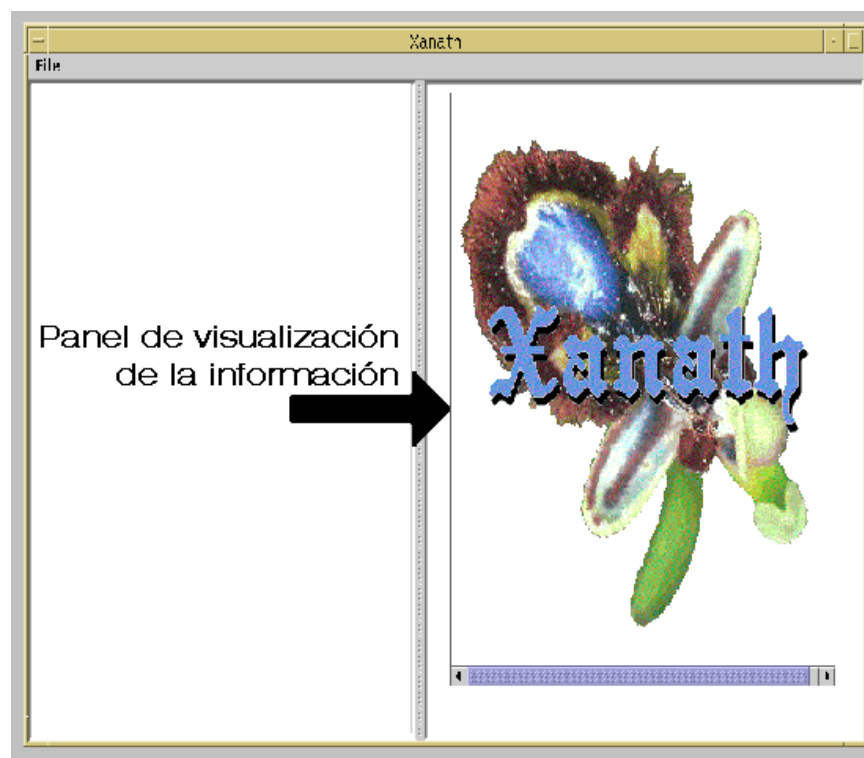 Xanath
File
Panel de visualización
de la información
Xanath